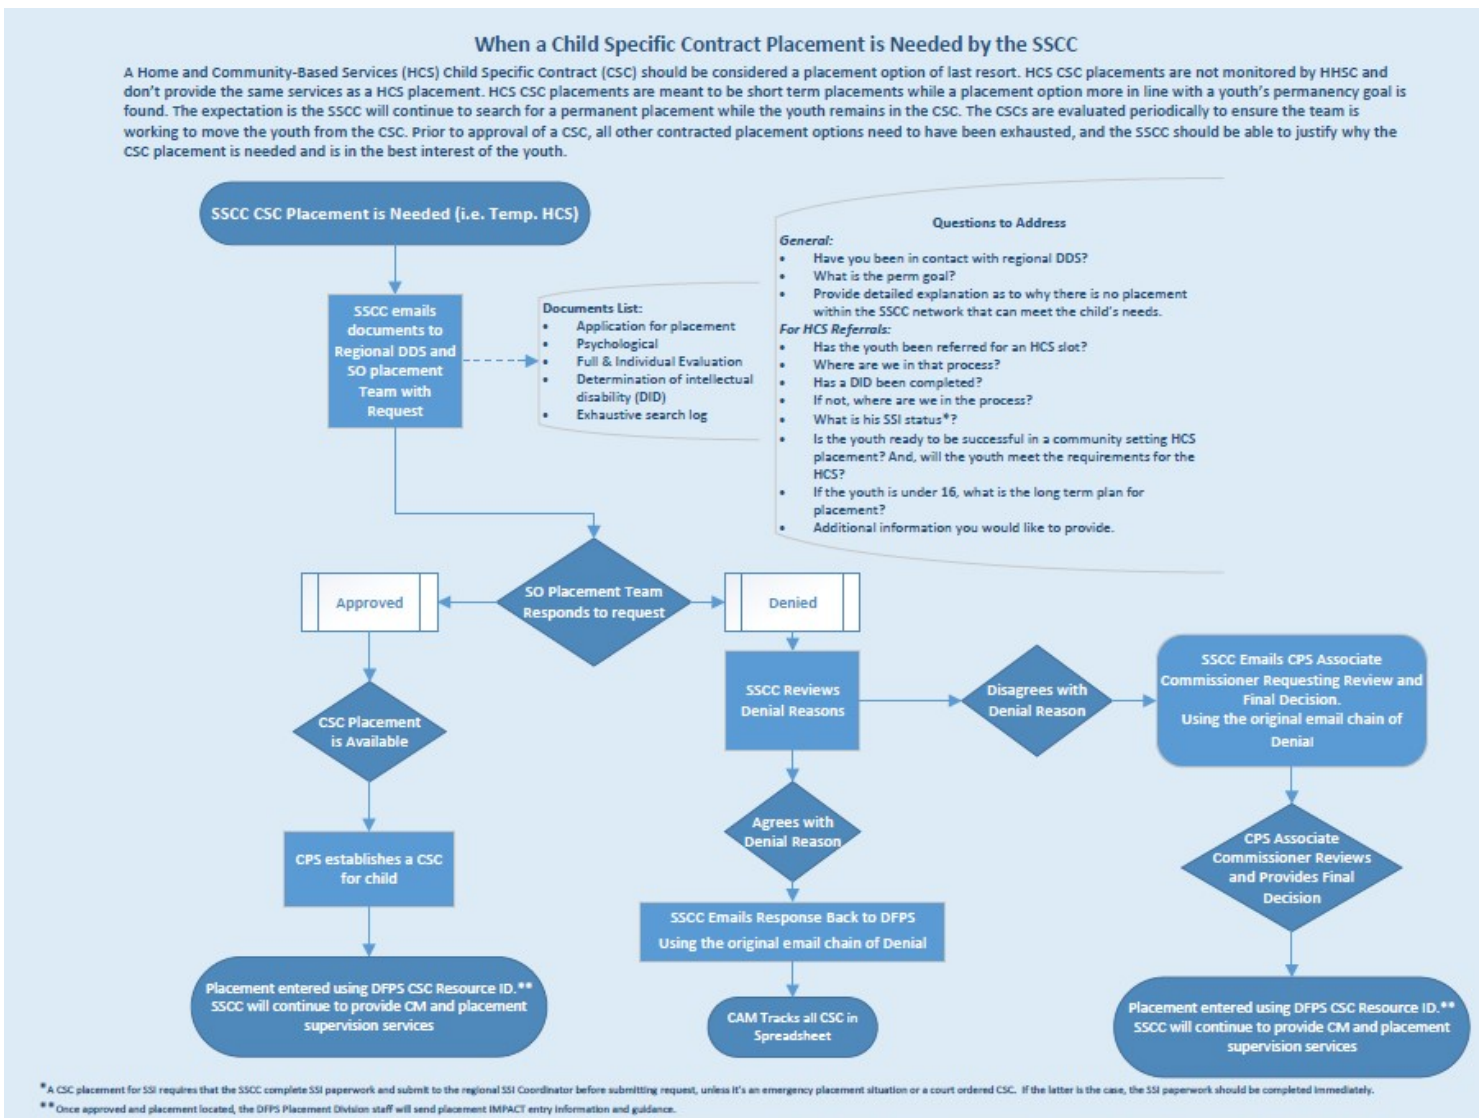 When a Child Specific Contract Placement is Needed by the SSCC
A Home and Community-Based Services (HCS) Child Specific Contract (CSC) should be considered a placement option of last resort. HCS CSC placements are not monitored by HHSC and
don't provide the same services as a HCS placement. HCS CSC placements are meant to be short term placements while a placement option more in line with a youth's permanency goal is
found. The expectation is the SSCC will continue to search for a permanent placement while the youth remains in the CSC. The CSCs are evaluated periodically to ensure the team is
working to move the youth from the CSC. Prior to approval of a CSC, all other contracted placement options need to have been exhausted, and the SSCC should be able to justify why the
CSC placement is needed and is in the best interest of the youth.
SSCC CSC Placement is Needed (i.e. Temp. HCS)
SSCC emails
documents to
Regional DDS and
SO placement
Team with
Request
Documents List:
• Application for placement
• Psychological
• Full & Individual Evaluation
• Determination of intellectual
disability (DID)
• Exhaustive search log
Questions to Address
General:
• Have you been in contact with regional DDS?
• What is the perm goal?
• Provide detailed explanation as to why there is no placement
within the SSCC network that can meet the child's needs.
For HCS Referrals:
• Has the youth been referred for an HCS slot?
• Where are we in that process?
• Has a DID been completed?
• If not, where are we in the process?
• What is his SSI status*?
• Is the youth ready to be successful in a community setting HCS
placement? And, will the youth meet the requirements for the
HCS?
• If the youth is under 16, what is the long term plan for
placement?
• Additional information you would like to provide.
SO Placement Team
Responds to request
Approved
Denied
CSC Placement
is Available
CPS establishes a CSC
for child
Placement entered using DFPS CSC Resource ID.**
SSCC will continue to provide CM and placement
supervision services
SSCC Reviews
Denial Reasons
Agrees with
Denial Reason
SSCC Emails Response Back to DFPS
Using the original email chain of Denial
CAM Tracks all CSC in
Spreadsheet
Disagrees with
Denial Reason
SSCC Emails CPS Associate
Commissioner Requesting Review and
Final Decision.
Using the original email chain of
Denial
CPS Associate
Commissioner Reviews
and Provides Final
Decision
Placement entered using DFPS CSC Resource ID.**
SSCC will continue to provide CM and placement
supervision services
*A CSC placement for SSI requires that the SSCC complete SSI paperwork and submit to the regional SSI Coordinator before submitting request, unless it's an emergency placement situation or a court ordered CSC. If the latter is the case, the SSI paperwork should be completed immediately.
**Once approved and placement located, the DFPS Placement Division staff will send placement IMPACT entry information and guidance.